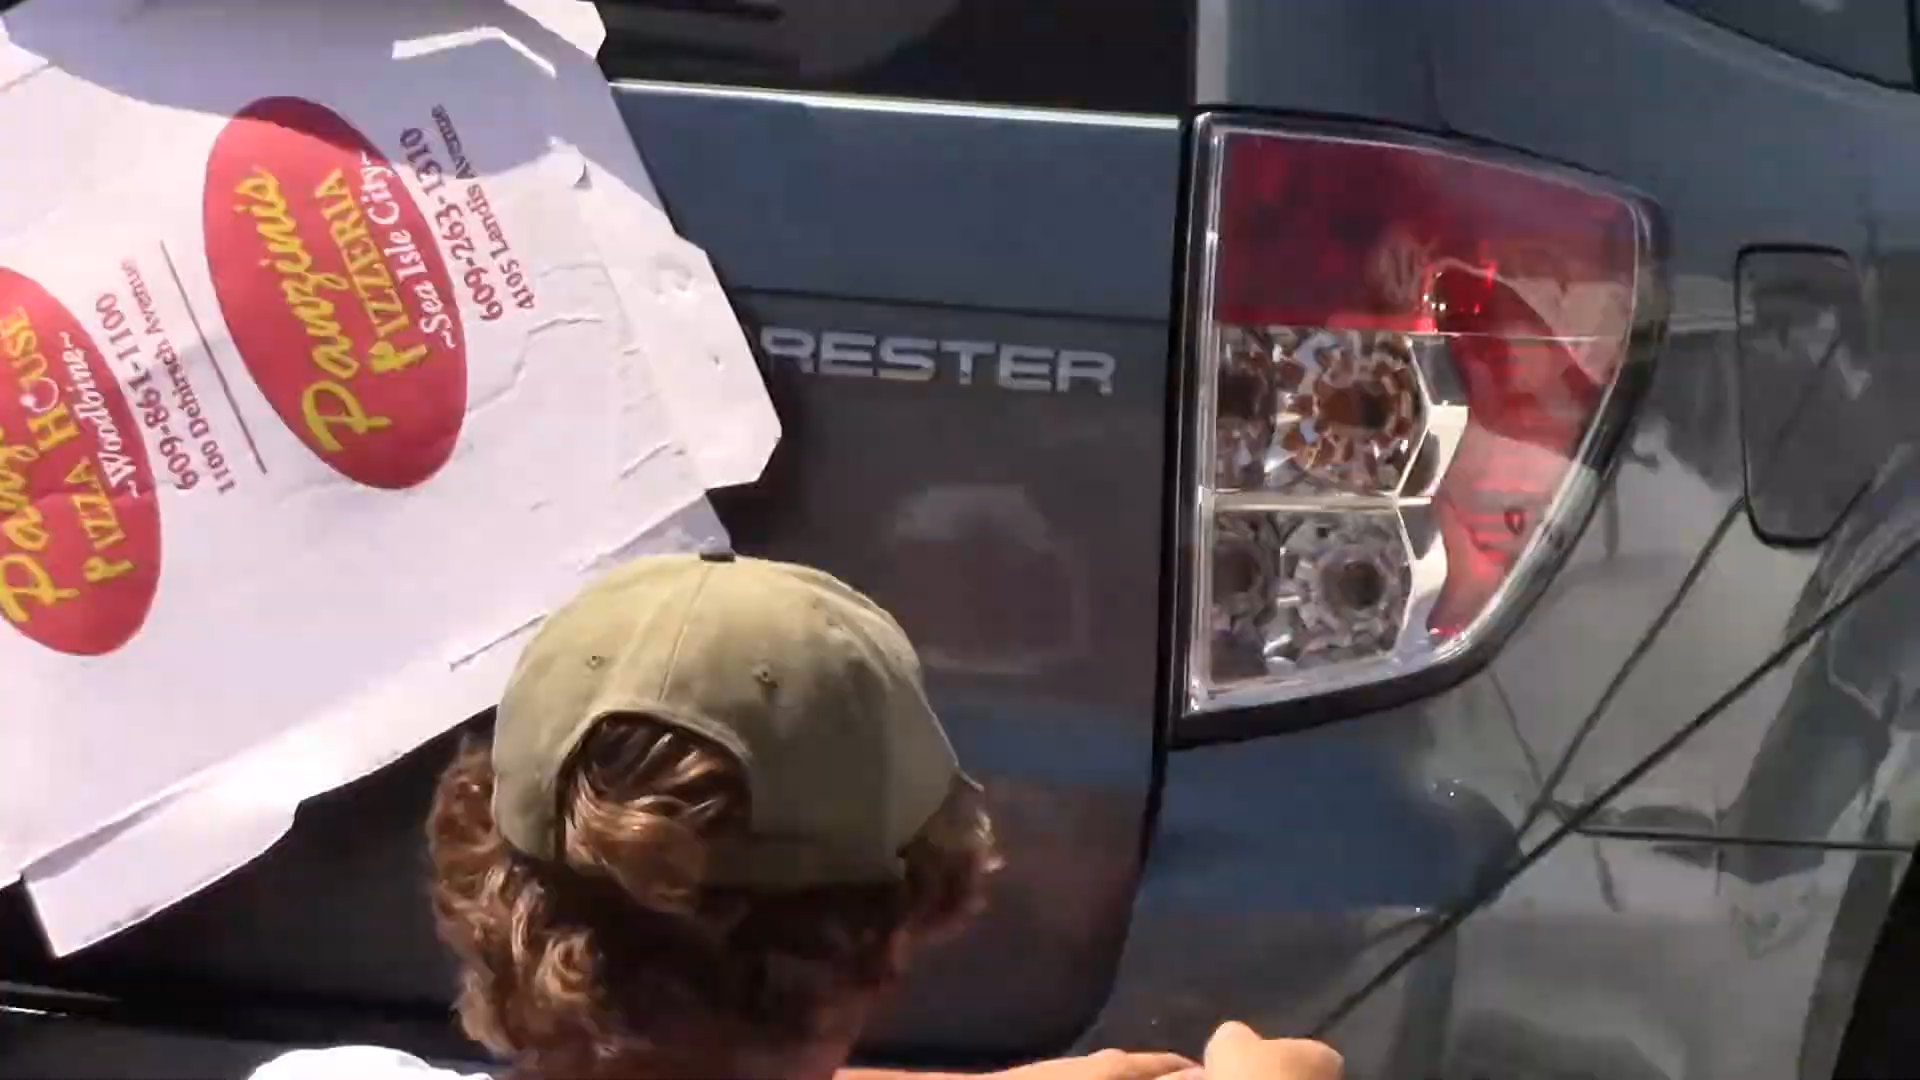 Panzinis
PIZZERIA
~Sea Isle City~
609-263-1310
4105 Landis Avenue
PIZZA HOUSE
~Woodbine~
609-861-1100
1100 Dehirsch Avenue
RESTER